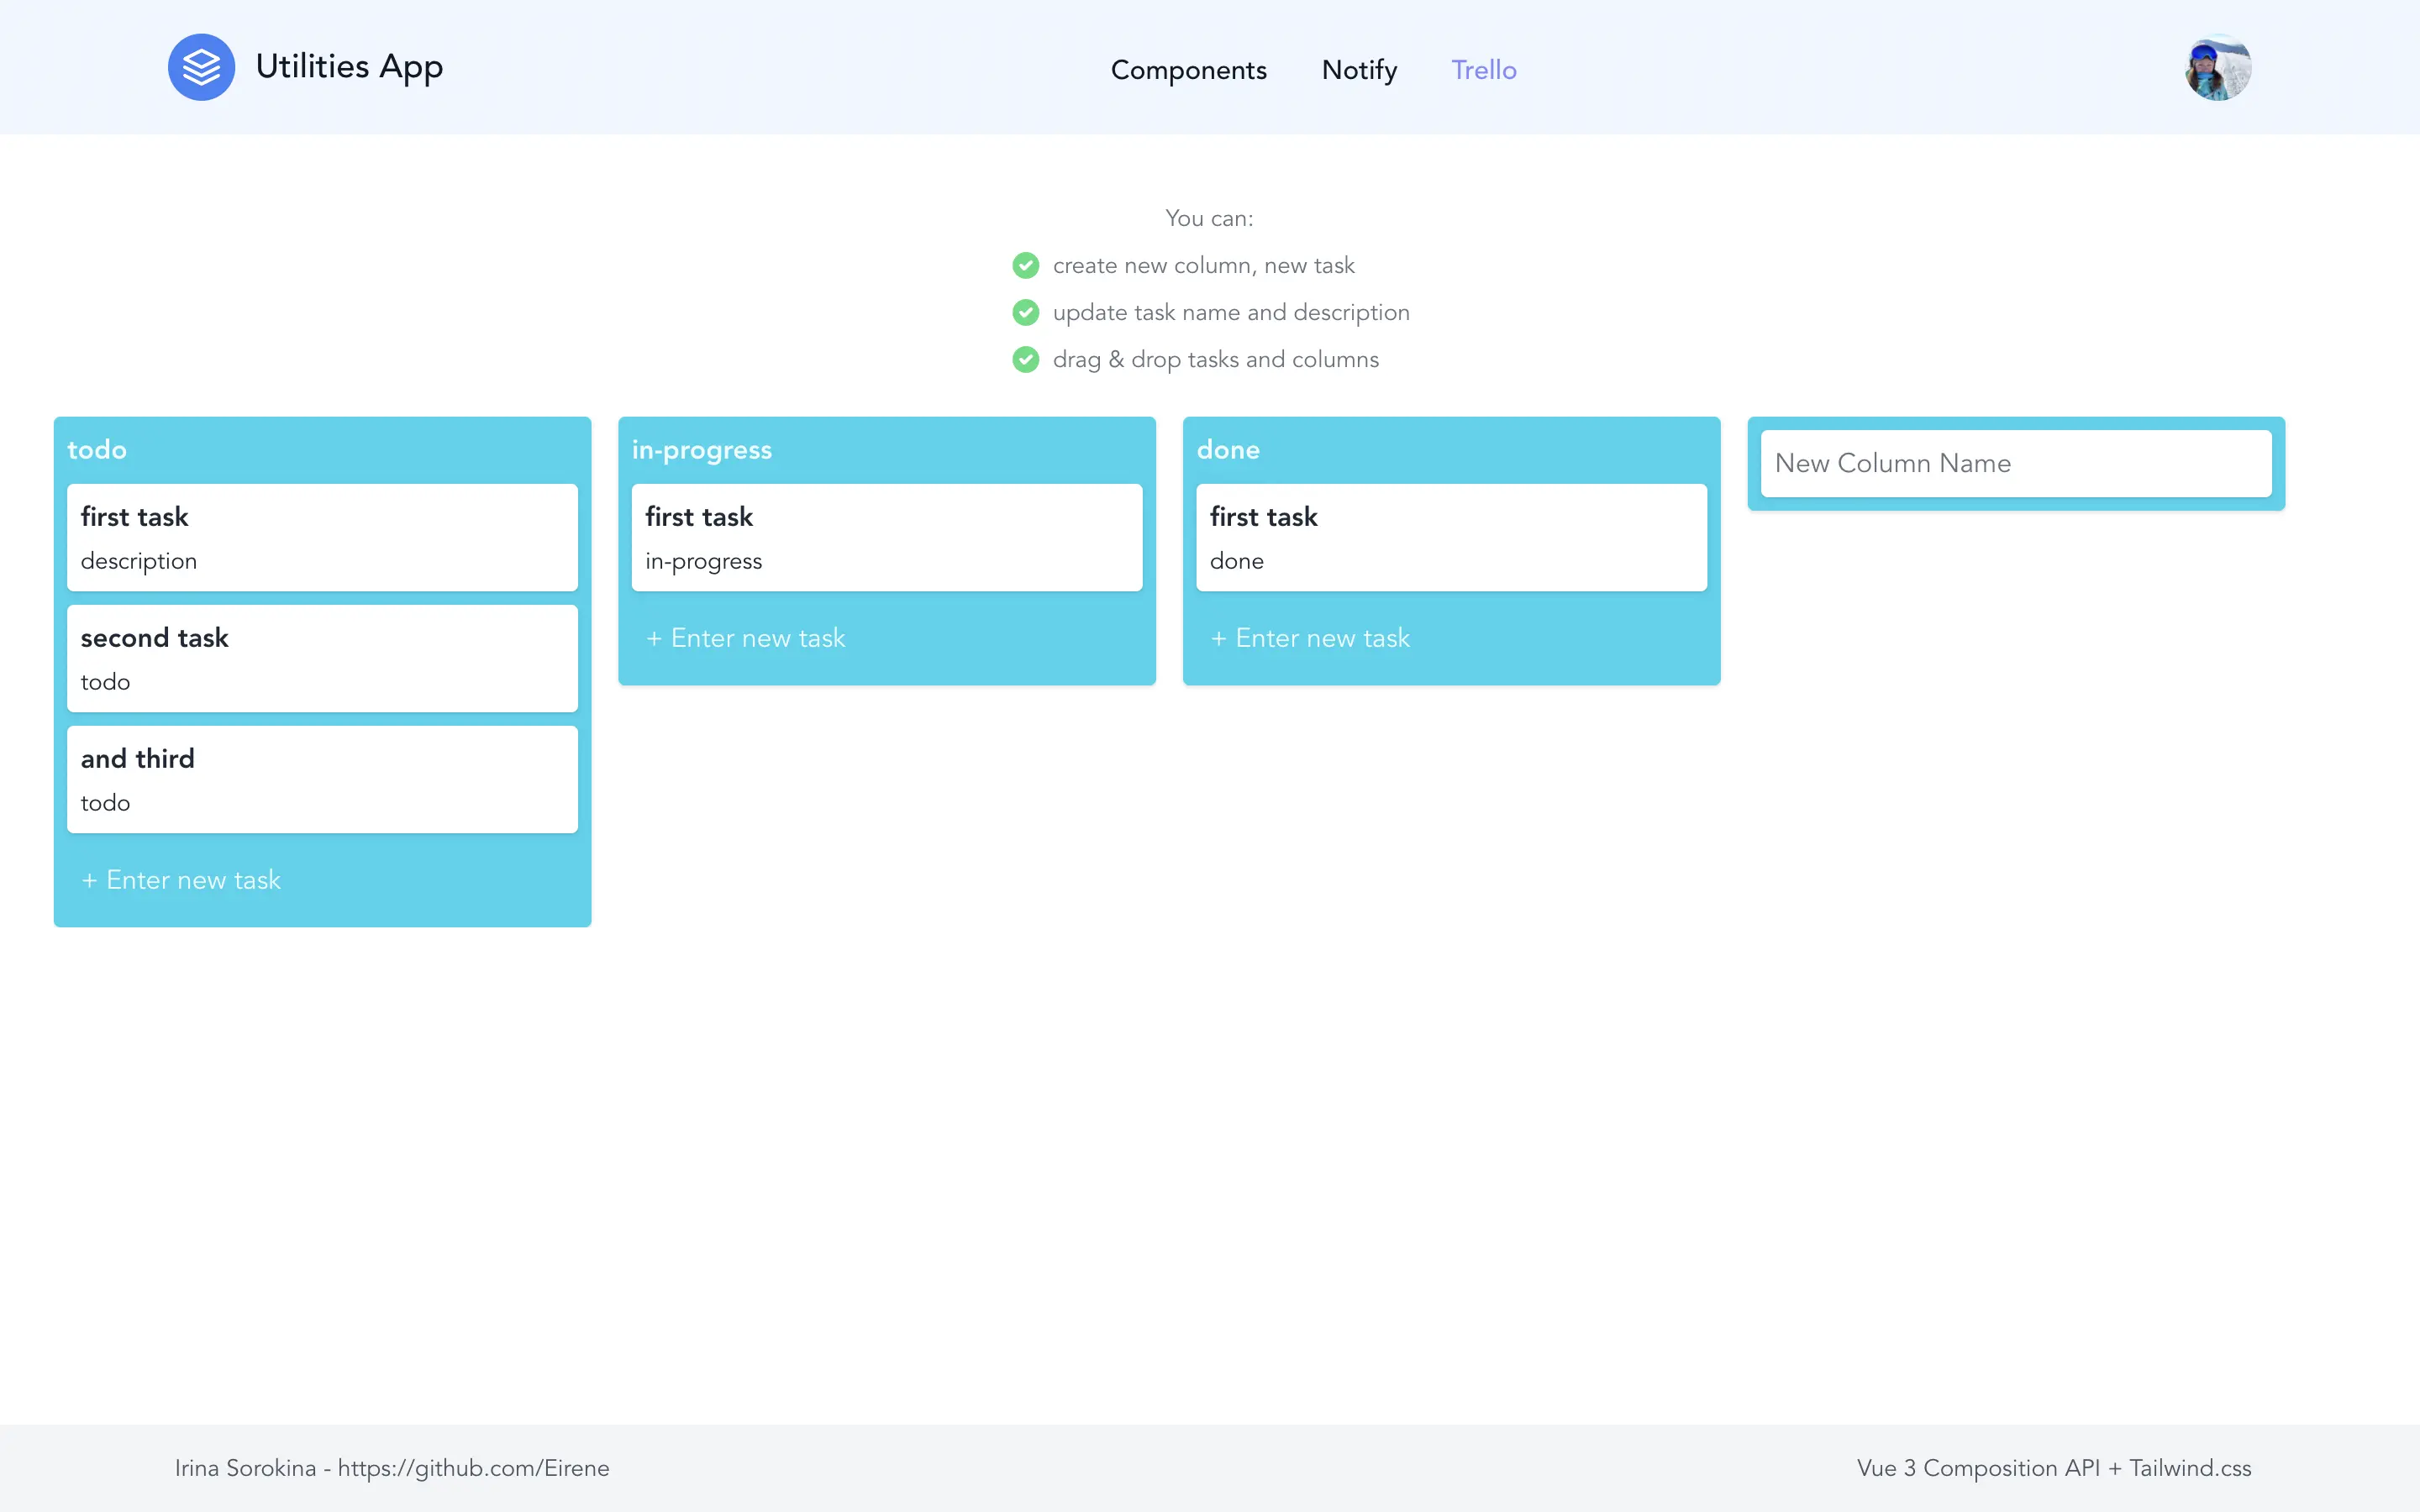 Utilities App
Components
Notify
Trello
You can:
create new column, new task
update task name and description
drag & drop tasks and columns
todo
first task
description
second task
todo
and third
todo
+ Enter new task
in-progress
first task
in-progress
+ Enter new task
done
first task
done
+ Enter new task
New Column Name
Irina Sorokina - https://github.com/Eirene
Vue 3 Composition API + Tailwind.css